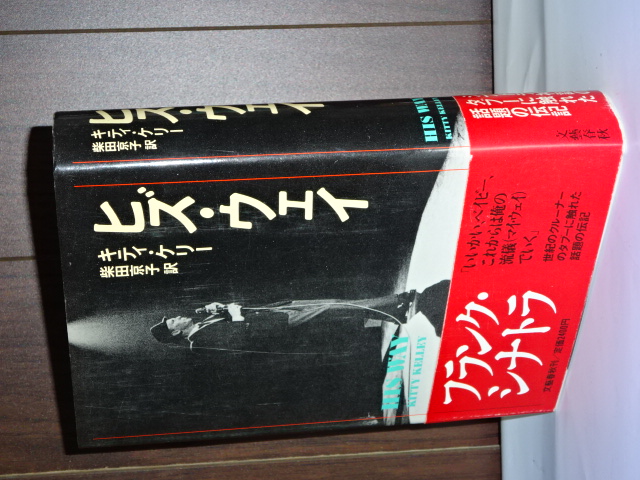 ヒズ・ウェイ
キティ・ケリー
柴田京子 訳
HIS WAY
KITTY KELLEY
タブーに触れた
話題の伝記
文藝春秋
ヒズ・ウェイ
キティ・ケリー
柴田京子 訳
HIS WAY
KITTY KELLEY
「いいかい、ベイビー、
これからは俺の
流儀(マイウェイ)
でいく」
世紀のクルーナー
のタブーに触れた
話題の伝記
フランク・
シナトラ